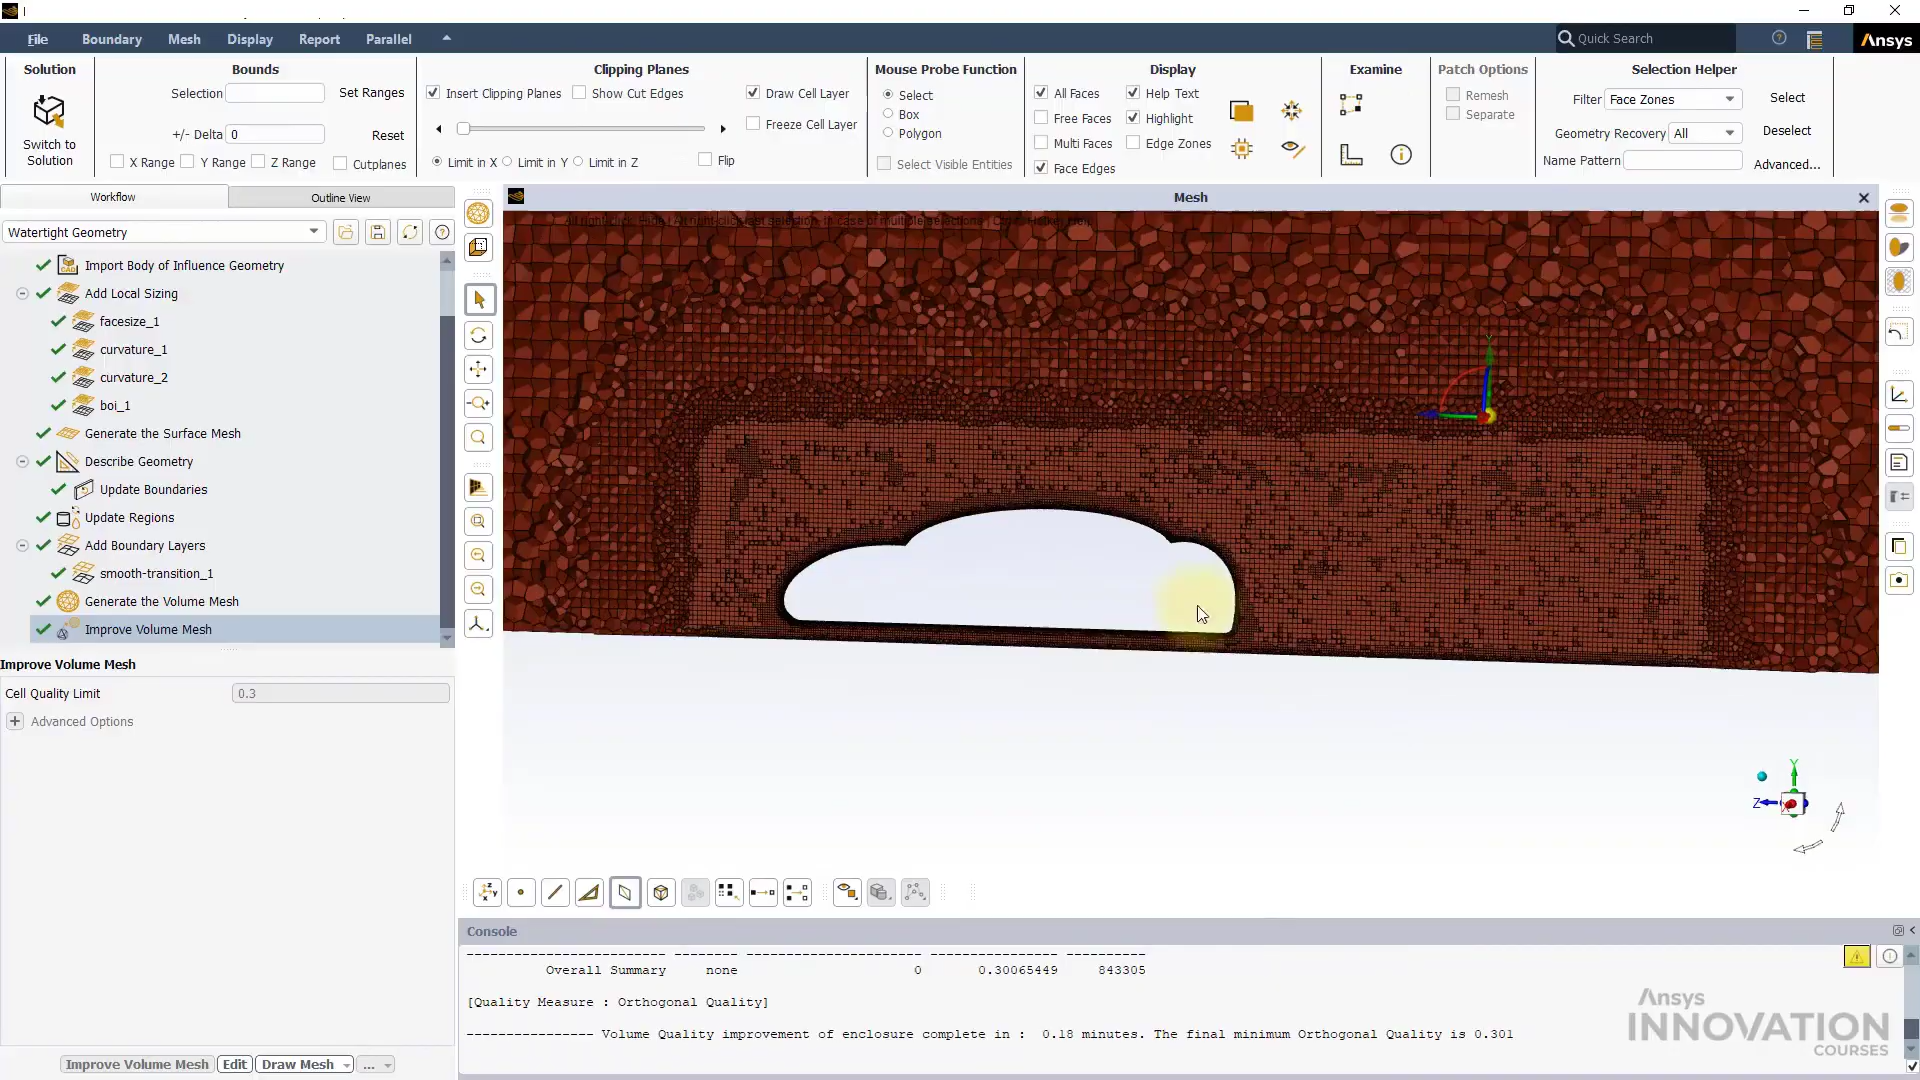 File Boundary Mesh Display Report Parallel Quick Search Ansys
Solution
Switch to
Solution
Bounds
Selection Set Ranges
+/- Delta 0 Reset
X Range Y Range Z Range Cutplanes
Clipping Planes
Insert Clipping Planes Show Cut Edges Draw Cell Layer
Freeze Cell Layer
Limit in X Limit in Y Limit in Z Flip
Mouse Probe Function
Select
Box
Polygon
Select Visible Entities
Display
All Faces Help Text
Free Faces Highlight
Multi Faces Edge Zones
Face Edges
Examine
Patch Options
Remesh
Separate
Selection Helper
Filter Face Zones Select
Geometry Recovery All Deselect
Name Pattern Advanced...
Workflow Outline View
Watertight Geometry
Import Body of Influence Geometry
Add Local Sizing
facesize_1
curvature_1
curvature_2
boi_1
Generate the Surface Mesh
Describe Geometry
Update Boundaries
Update Regions
Add Boundary Layers
smooth-transition_1
Generate the Volume Mesh
Improve Volume Mesh
Improve Volume Mesh
Cell Quality Limit 0.3
Advanced Options
Improve Volume Mesh Edit Draw Mesh ...
Mesh
Y
Y
Z
Console
------------------------- -------- ---------------------- ---------------- ----------
Overall Summary none 0 0.30065449 843305
[Quality Measure : Orthogonal Quality]
---------------- Volume Quality improvement of enclosure complete in : 0.18 minutes. The final minimum Orthogonal Quality is 0.301
Ansys
INNOVATION
COURSES